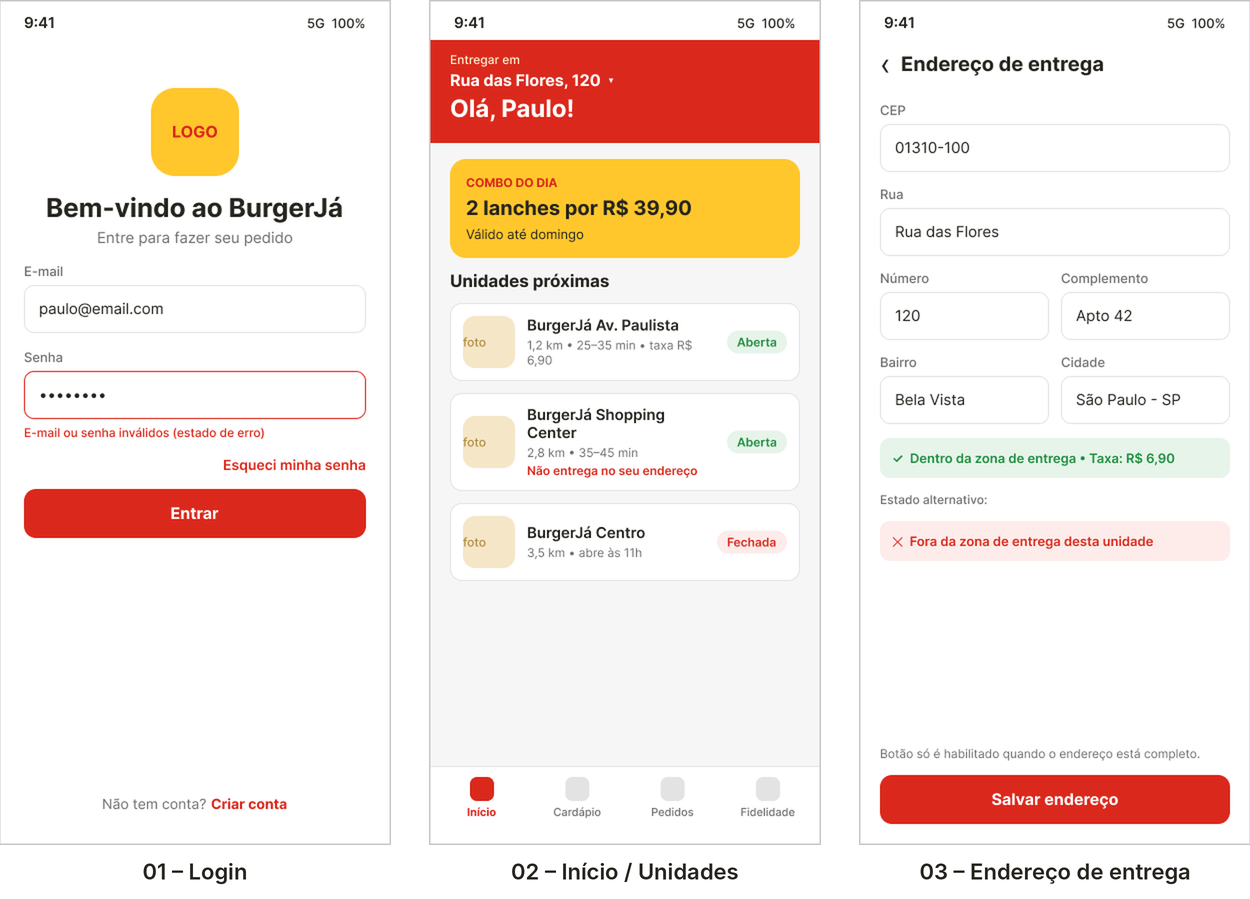 9:41
5G 100%
LOGO
Bem-vindo ao BurgerJá
Entre para fazer seu pedido
E-mail
paulo@email.com
Senha
••••••••
E-mail ou senha inválidos (estado de erro)
Esqueci minha senha
Entrar
Não tem conta? Criar conta
01 – Login
9:41
5G 100%
Entregar em
Rua das Flores, 120 ▾
Olá, Paulo!
COMBO DO DIA
2 lanches por R$ 39,90
Válido até domingo
Unidades próximas
foto
BurgerJá Av. Paulista
1,2 km • 25–35 min • taxa R$
6,90
Aberta
foto
BurgerJá Shopping
Center
2,8 km • 35–45 min
Não entrega no seu endereço
Aberta
foto
BurgerJá Centro
3,5 km • abre às 11h
Fechada
Início
Cardápio
Pedidos
Fidelidade
02 – Início / Unidades
9:41
5G 100%
‹ Endereço de entrega
CEP
01310-100
Rua
Rua das Flores
Número
Complemento
120
Apto 42
Bairro
Cidade
Bela Vista
São Paulo - SP
✓ Dentro da zona de entrega • Taxa: R$ 6,90
Estado alternativo:
✕ Fora da zona de entrega desta unidade
Botão só é habilitado quando o endereço está completo.
Salvar endereço
03 – Endereço de entrega